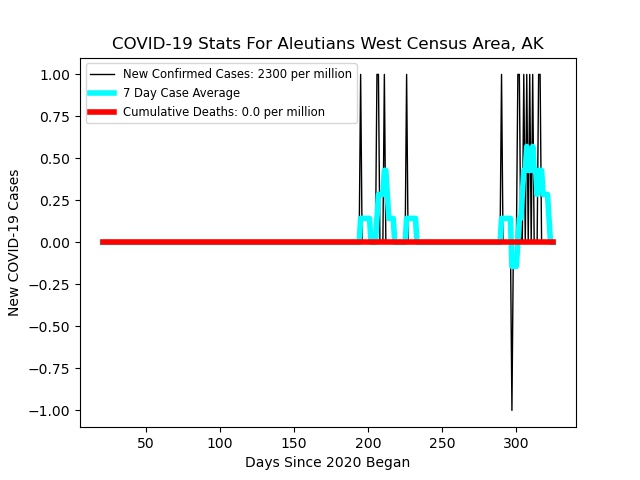 COVID-19 Stats For Aleutians West Census Area, AK
New Confirmed Cases: 2300 per million
7 Day Case Average
Cumulative Deaths: 0.0 per million
1.00
0.75
0.50
0.25
0.00
−0.25
−0.50
−0.75
−1.00
New COVID-19 Cases
50 100 150 200 250 300
Days Since 2020 Began